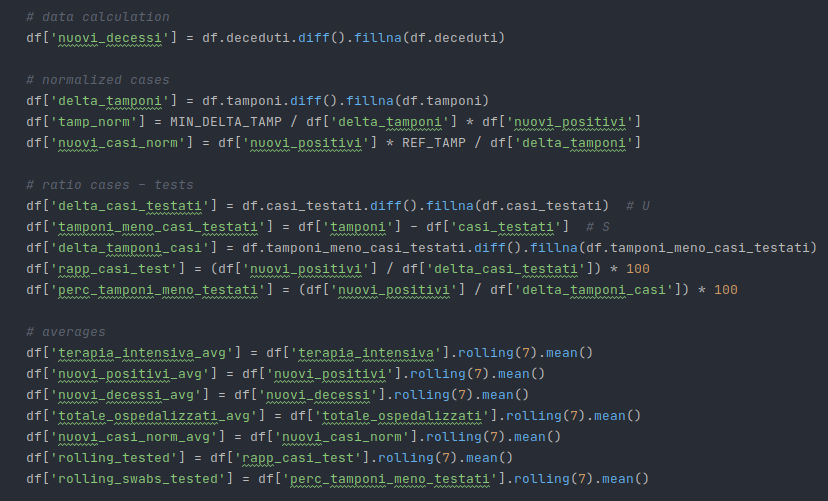 # data calculation
df['nuovi_decessi'] = df.deceduti.diff().fillna(df.deceduti)
# normalized cases
df['delta_tamponi'] = df.tamponi.diff().fillna(df.tamponi)
df['tamp_norm'] = MIN_DELTA_TAMP / df['delta_tamponi'] * df['nuovi_positivi']
df['nuovi_casi_norm'] = df['nuovi_positivi'] * REF_TAMP / df['delta_tamponi']
# ratio cases - tests
df['delta_casi_testati'] = df.casi_testati.diff().fillna(df.casi_testati)  # U
df['tamponi_meno_casi_testati'] = df['tamponi'] - df['casi_testati']  # S
df['delta_tamponi_casi'] = df.tamponi_meno_casi_testati.diff().fillna(df.tamponi_meno_casi_testati)
df['rapp_casi_test'] = (df['nuovi_positivi'] / df['delta_casi_testati']) * 100
df['perc_tamponi_meno_testati'] = (df['nuovi_positivi'] / df['delta_tamponi_casi']) * 100
# averages
df['terapia_intensiva_avg'] = df['terapia_intensiva'].rolling(7).mean()
df['nuovi_positivi_avg'] = df['nuovi_positivi'].rolling(7).mean()
df['nuovi_decessi_avg'] = df['nuovi_decessi'].rolling(7).mean()
df['totale_ospedalizzati_avg'] = df['totale_ospedalizzati'].rolling(7).mean()
df['nuovi_casi_norm_avg'] = df['nuovi_casi_norm'].rolling(7).mean()
df['rolling_tested'] = df['rapp_casi_test'].rolling(7).mean()
df['rolling_swabs_tested'] = df['perc_tamponi_meno_testati'].rolling(7).mean()